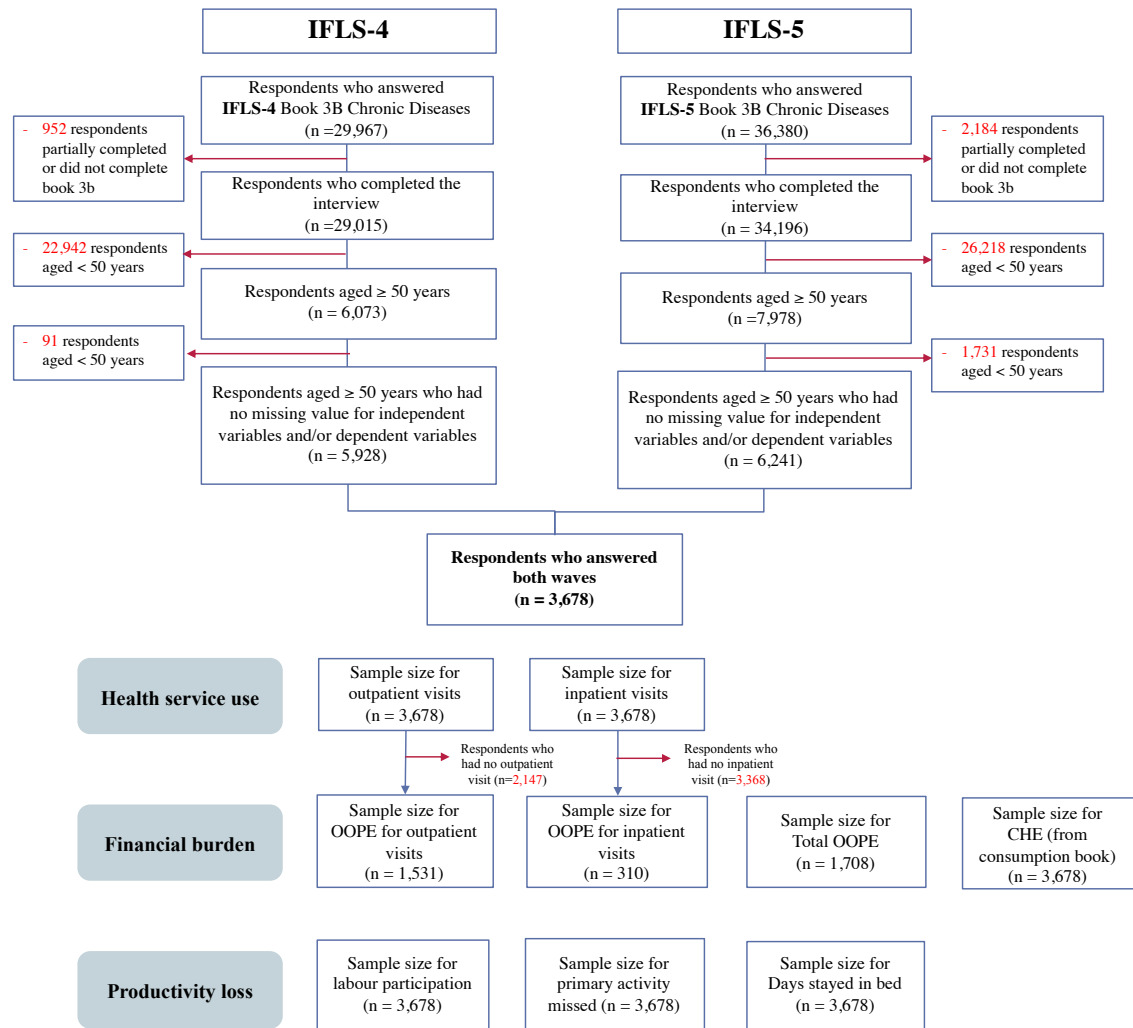 IFLS-4
IFLS-5
Respondents who answered
IFLS-4 Book 3B Chronic Diseases
(n =29,967)
Respondents who answered
IFLS-5 Book 3B Chronic Diseases
(n = 36,380)
- 952 respondents
partially completed
or did not complete
book 3b
- 2,184 respondents
partially completed
or did not complete
book 3b
Respondents who completed the
interview
(n =29,015)
Respondents who completed the
interview
(n = 34,196)
- 22,942 respondents
aged < 50 years
- 26,218 respondents
aged < 50 years
Respondents aged ≥ 50 years
(n = 6,073)
Respondents aged ≥ 50 years
(n =7,978)
- 91 respondents
aged < 50 years
- 1,731 respondents
aged < 50 years
Respondents aged ≥ 50 years who had
no missing value for independent
variables and/or dependent variables
(n = 5,928)
Respondents aged ≥ 50 years who had
no missing value for independent
variables and/or dependent variables
(n = 6,241)
Respondents who answered
both waves
(n = 3,678)
Health service use
Sample size for
outpatient visits
(n = 3,678)
Sample size for
inpatient visits
(n = 3,678)
Respondents who
had no outpatient
visit (n=2,147)
Respondents who
had no inpatient
visit (n=3,368)
Financial burden
Sample size for
OOPE for outpatient
visits
(n = 1,531)
Sample size for
OOPE for inpatient
visits
(n = 310)
Sample size for
Total OOPE
(n = 1,708)
Sample size for
CHE (from
consumption book)
(n = 3,678)
Productivity loss
Sample size for
labour participation
(n = 3,678)
Sample size for
primary activity
missed (n = 3,678)
Sample size for
Days stayed in bed
(n = 3,678)